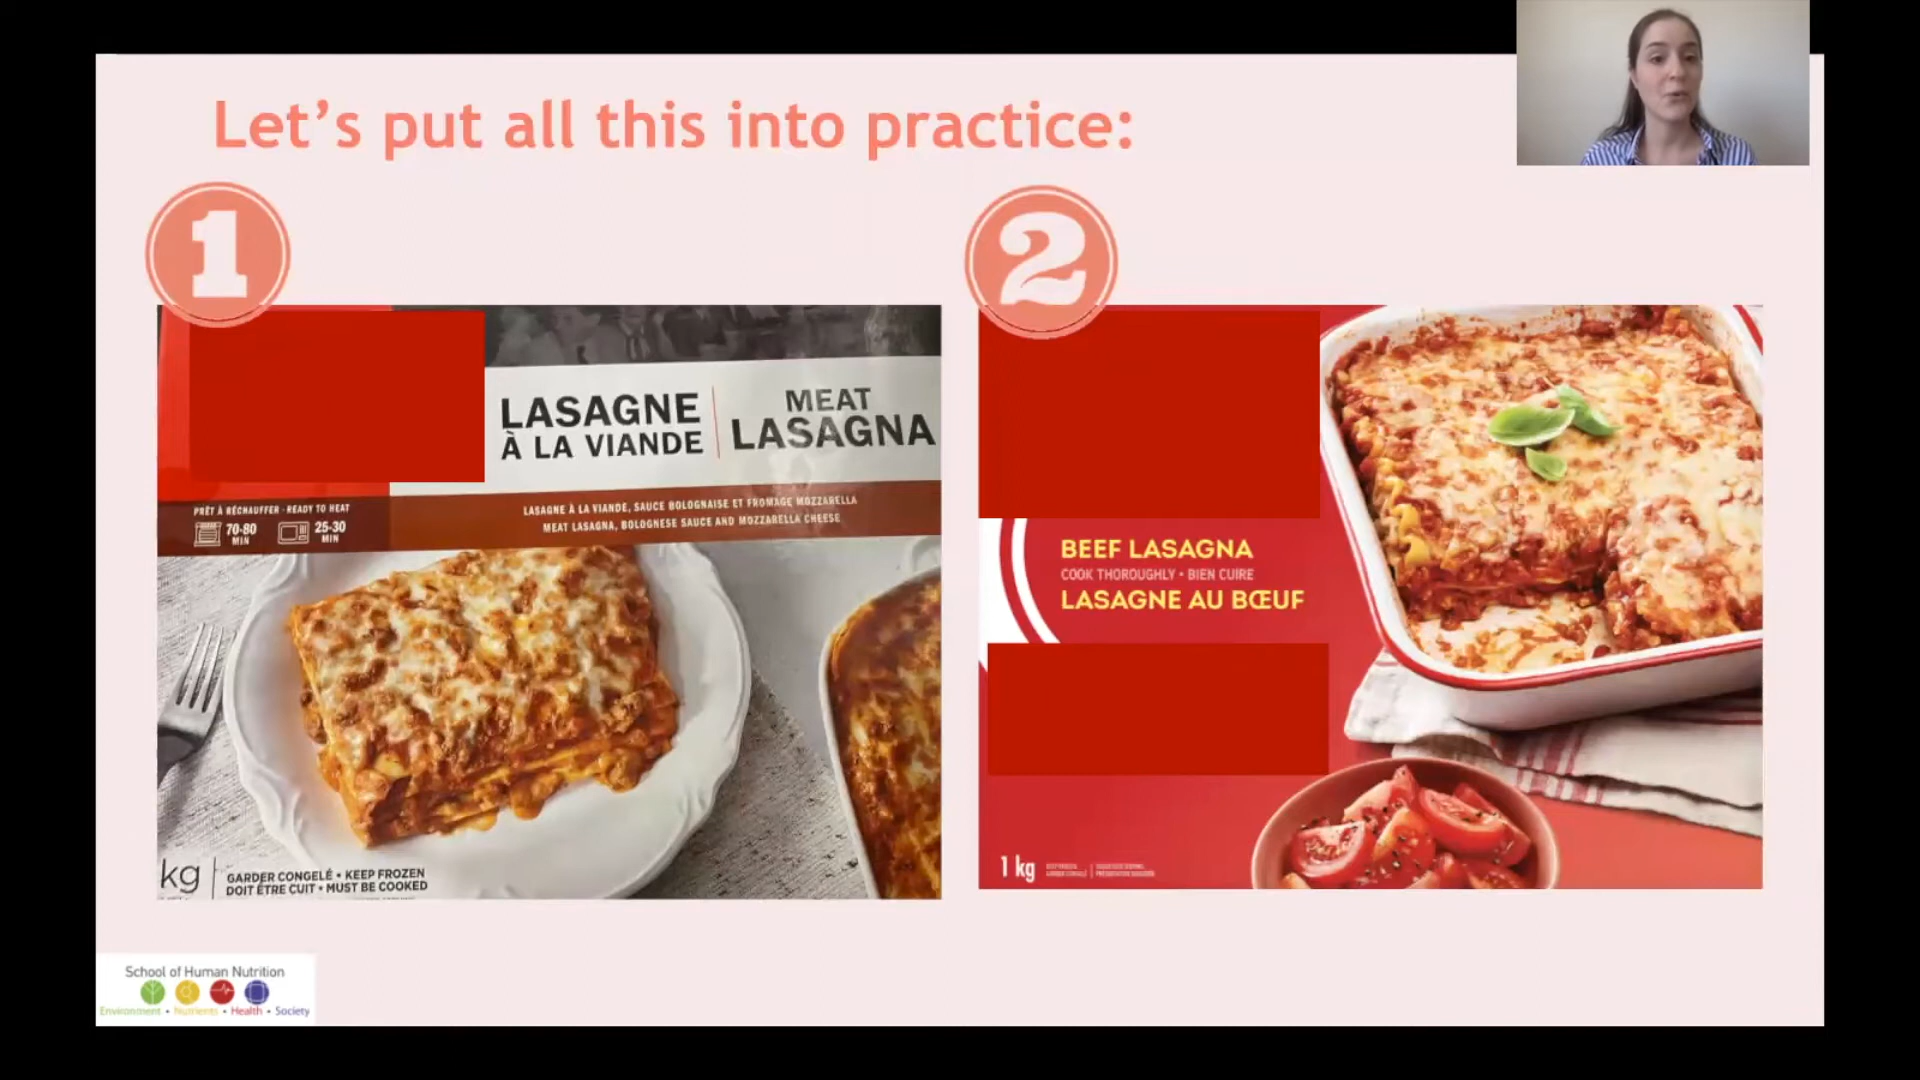 Let's put all this into practice:
1
2
LASAGNE
À LA VIANDE
MEAT
LASAGNA
PRÊT À RÉCHAUFFER · READY TO HEAT
70-80
MIN
25-30
MIN
LASAGNE À LA VIANDE, SAUCE BOLOGNAISE ET FROMAGE MOZZARELLA
MEAT LASAGNA, BOLOGNESE SAUCE AND MOZZARELLA CHEESE
kg
GARDER CONGELÉ • KEEP FROZEN
DOIT ÊTRE CUIT • MUST BE COOKED
BEEF LASAGNA
COOK THOROUGHLY • BIEN CUIRE
LASAGNE AU BŒUF
1 kg
School of Human Nutrition
Environment • Nutrients • Health • Society